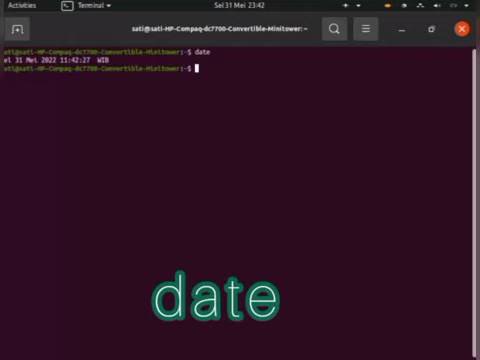 Activities Terminal Sel 31 Mei 23:42
sati@sati-HP-Compaq-dc7700-Convertible-Minitower: ~
sati@sati-HP-Compaq-dc7700-Convertible-Minitower:~$ date
el 31 Mei 2022 11:42:27 WIB
sati@sati-HP-Compaq-dc7700-Convertible-Minitower:~$
date